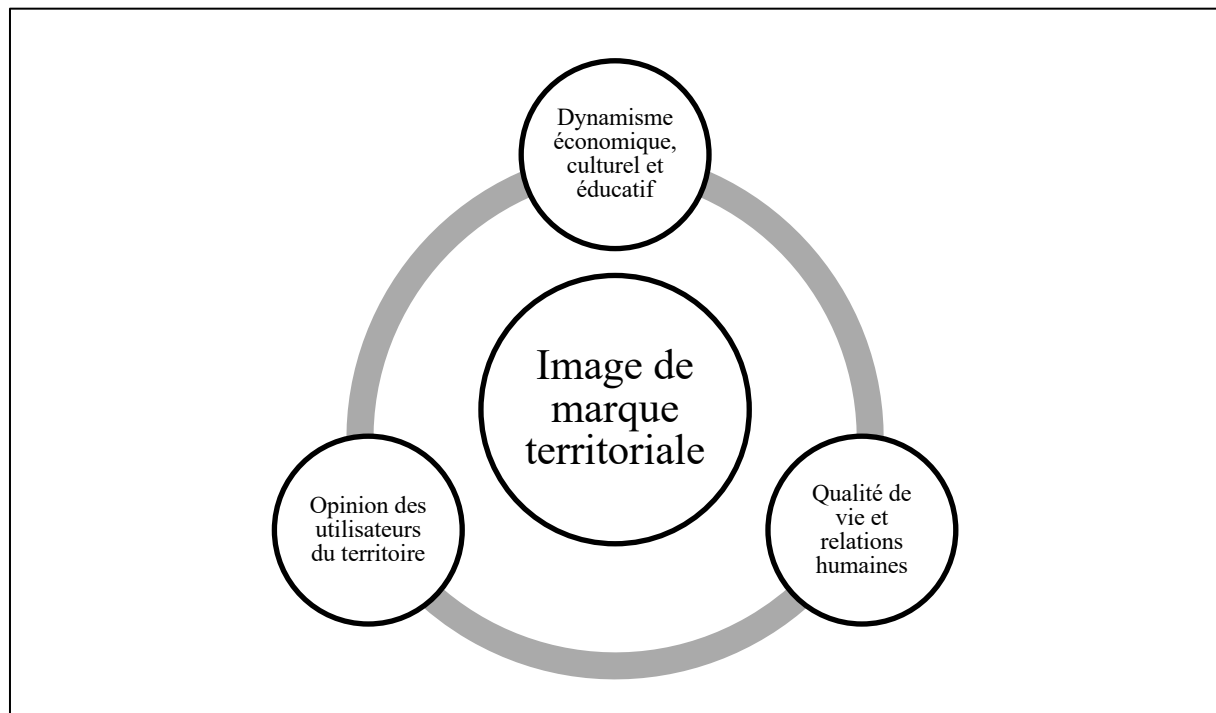 Dynamisme
économique,
culturel et
éducatif
Image de
marque
territoriale
Opinion des
utilisateurs
du territoire
Qualité de
vie et
relations
humaines